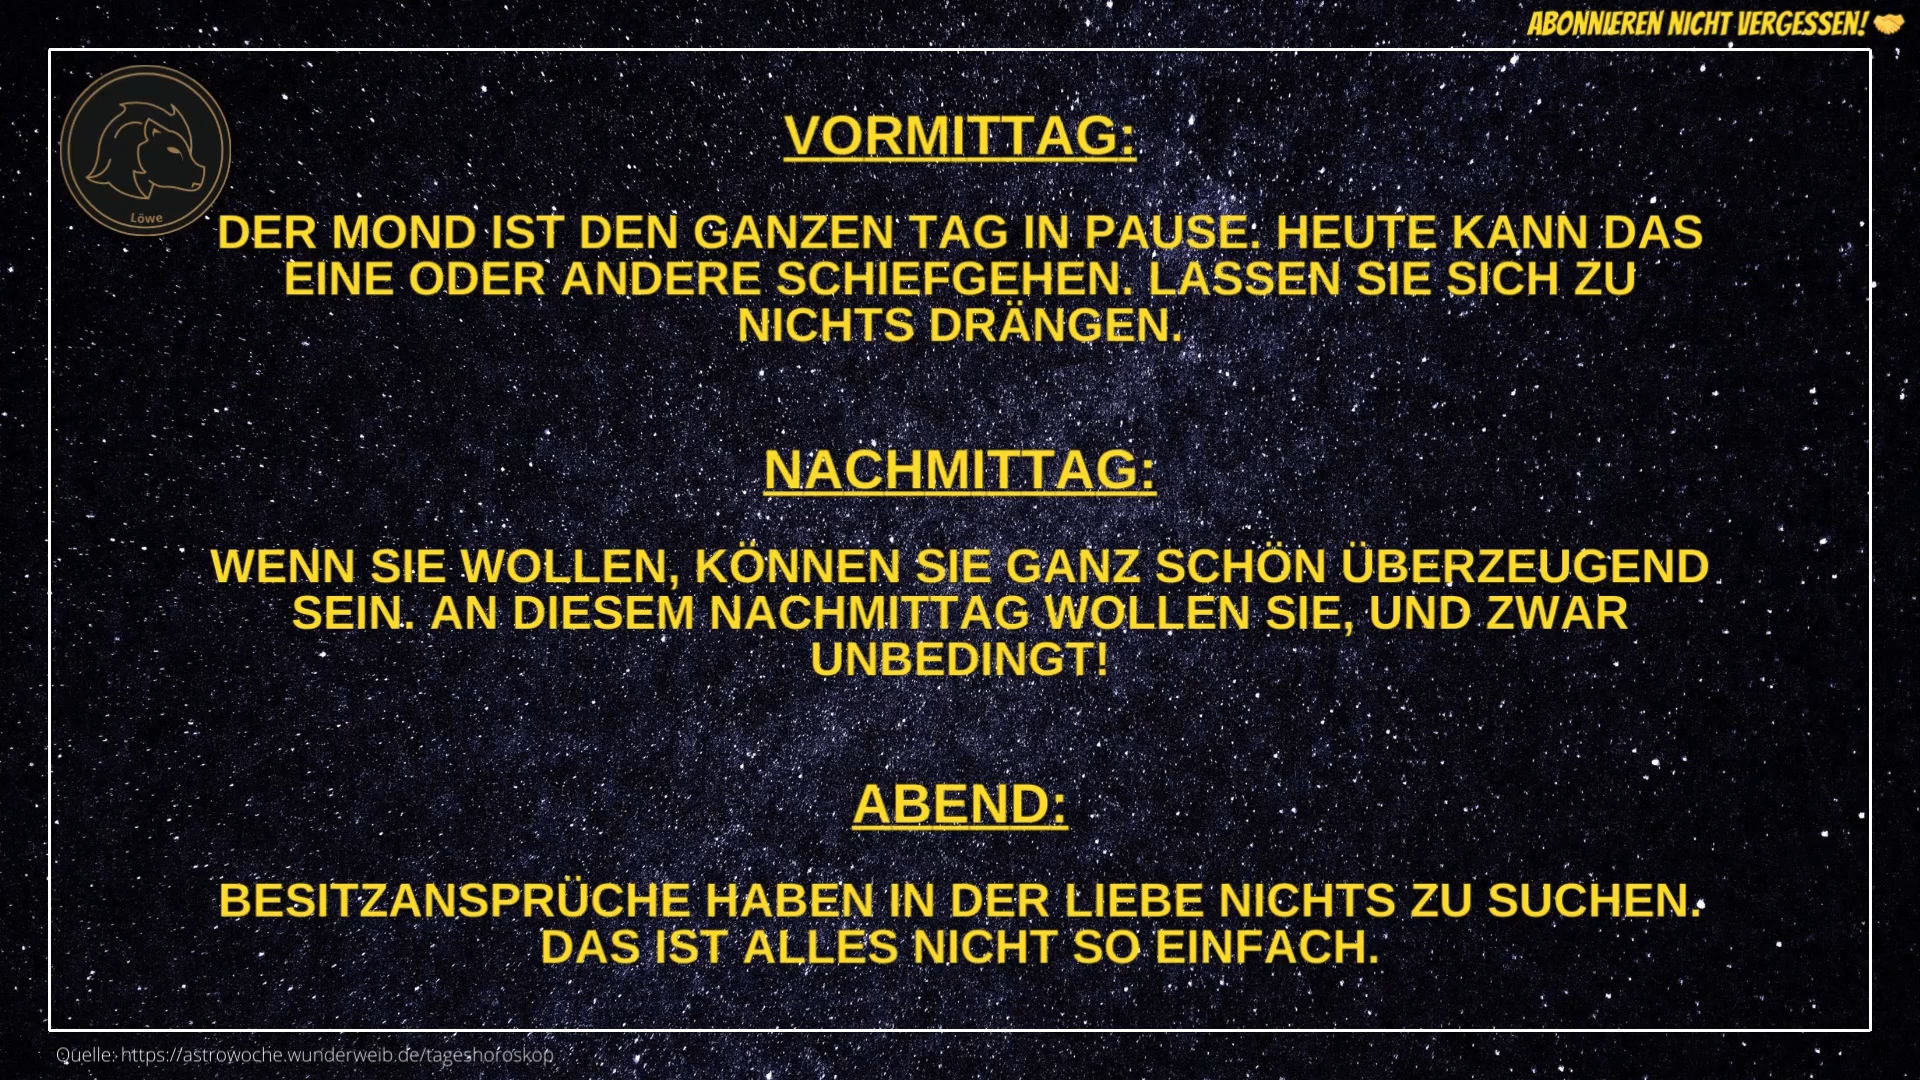 ABONNIEREN NICHT VERGESSEN!
Löwe
VORMITTAG:
DER MOND IST DEN GANZEN TAG IN PAUSE. HEUTE KANN DAS
EINE ODER ANDERE SCHIEFGEHEN. LASSEN SIE SICH ZU
NICHTS DRÄNGEN.
NACHMITTAG:
WENN SIE WOLLEN, KÖNNEN SIE GANZ SCHÖN ÜBERZEUGEND
SEIN. AN DIESEM NACHMITTAG WOLLEN SIE, UND ZWAR
UNBEDINGT!
ABEND:
BESITZANSPRÜCHE HABEN IN DER LIEBE NICHTS ZU SUCHEN.
DAS IST ALLES NICHT SO EINFACH.
Quelle: https://astrowoche.wunderweib.de/tageshoroskop